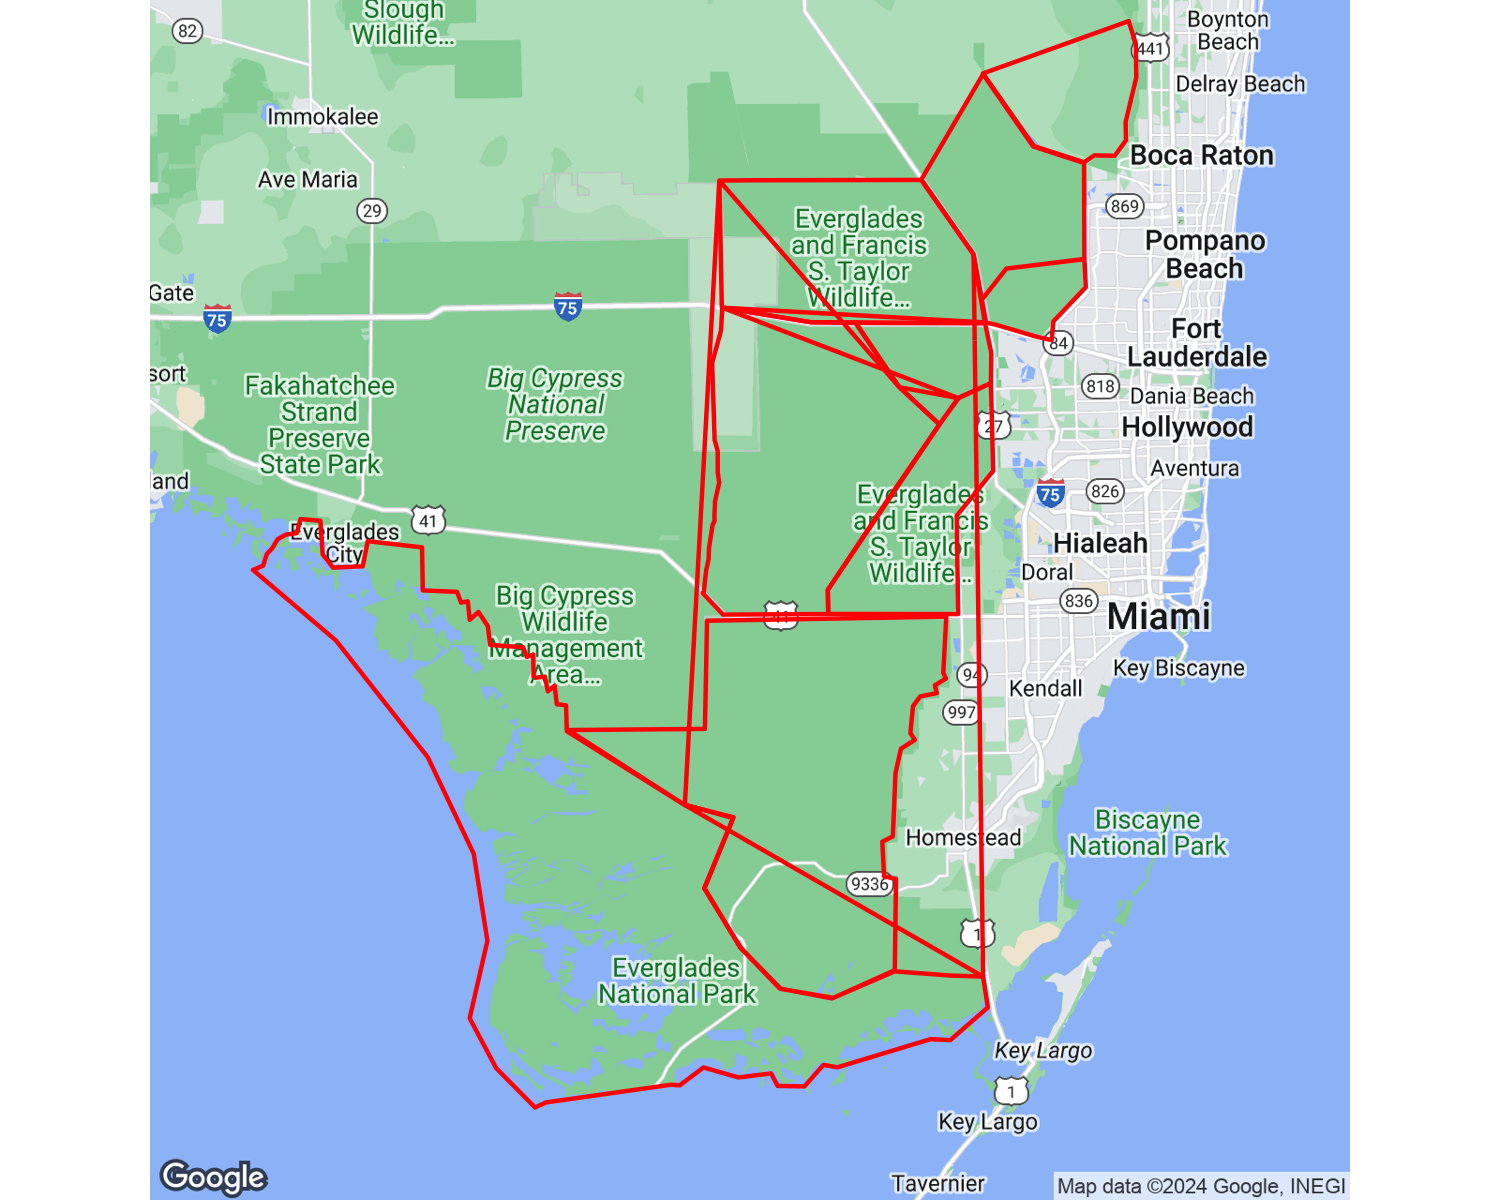 Slough
Wildlife…
82
Boynton
Beach
441
Delray Beach
Immokalee
Boca Raton
Ave Maria
29
869
Everglades
and Francis
S. Taylor
Wildlife…
Pompano
Beach
Gate
75
75
84
Fort
Lauderdale
sort
Fakahatchee
Strand
Preserve
State Park
Big Cypress
National
Preserve
818
Dania Beach
27
Hollywood
Aventura
land
75
826
Everglades
and Francis
S. Taylor
Wildlife…
41
Everglades
City
Hialeah
Doral
Big Cypress
Wildlife
Management
Area…
41
836
Miami
94
Key Biscayne
Kendall
997
Homestead
Biscayne
National Park
9336
1
Everglades
National Park
Key Largo
1
Key Largo
Tavernier
Google
Map data ©2024 Google, INEGI